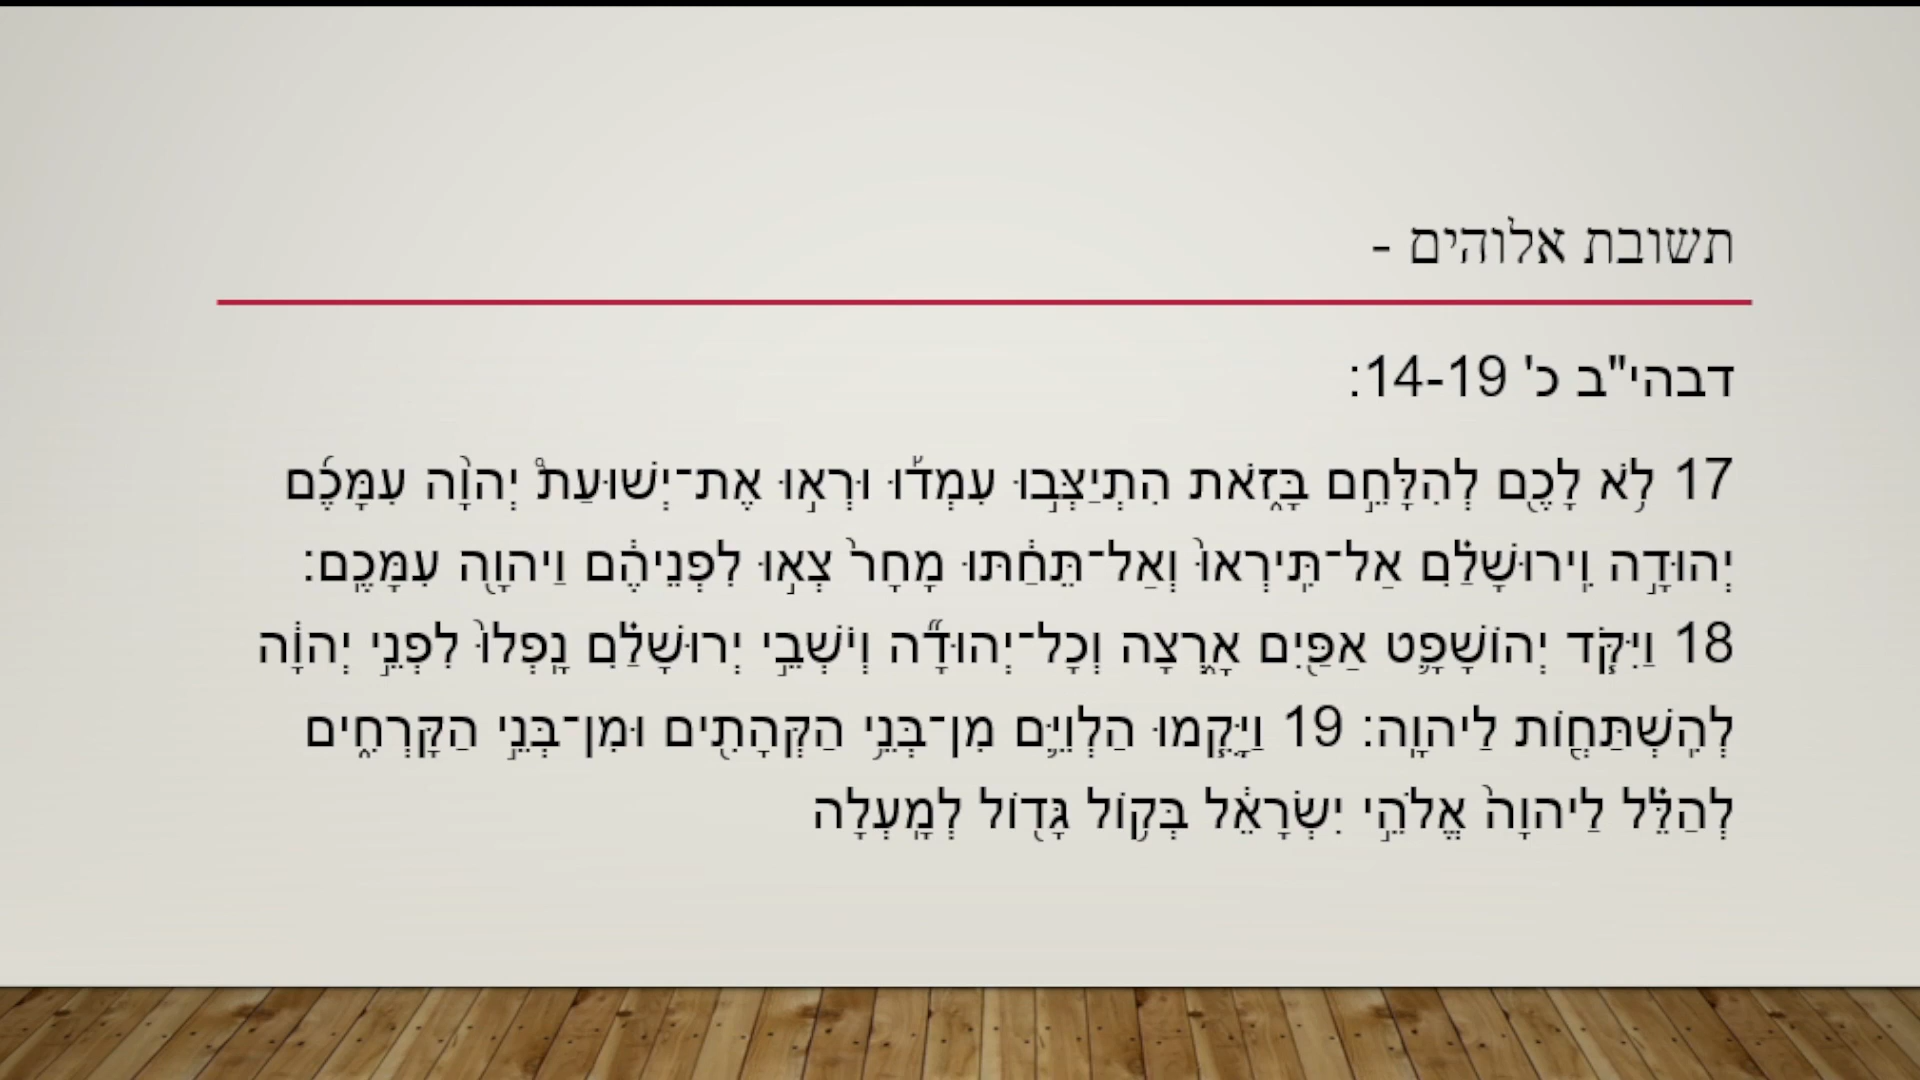 תשובת אלוהים -
דבהי"ב כ' 14-19:
17 לֹ֥א לָכֶ֖ם לְהִלָּחֵ֣ם בָּזֹ֑את הִתְיַצְּב֣וּ עִמְד֡וּ וּרְא֣וּ אֶת־יְשׁוּעַת֩ יְהוָ֨ה עִמָּכֶ֜ם
יְהוּדָ֣ה וִֽירוּשָׁלִַ֗ם אַל־תִּֽירְאוּ֙ וְאַל־תֵּחַ֔תּוּ מָחָר֙ צְא֣וּ לִפְנֵיהֶ֔ם וַיהוָ֖ה עִמָּכֶֽם׃
18 וַיִּקֹּ֧ד יְהוֹשָׁפָ֛ט אַפַּ֖יִם אָ֑רְצָה וְכָל־יְהוּדָ֞ה וְיֹשְׁבֵ֣י יְרוּשָׁלִַ֗ם נָֽפְלוּ֙ לִפְנֵ֣י יְהוָ֔ה
לְהִֽשְׁתַּחֲוֺ֖ת לַיהוָֽה׃ 19 וַיָּקֻ֧מוּ הַלְוִיִּ֛ם מִן־בְּנֵ֥י הַקְּהָתִ֖ים וּמִן־בְּנֵ֣י הַקָּרְחִ֑ים
לְהַלֵּ֗ל לַיהוָה֙ אֱלֹהֵ֣י יִשְׂרָאֵ֔ל בְּק֥וֹל גָּד֖וֹל לְמָֽעְלָה